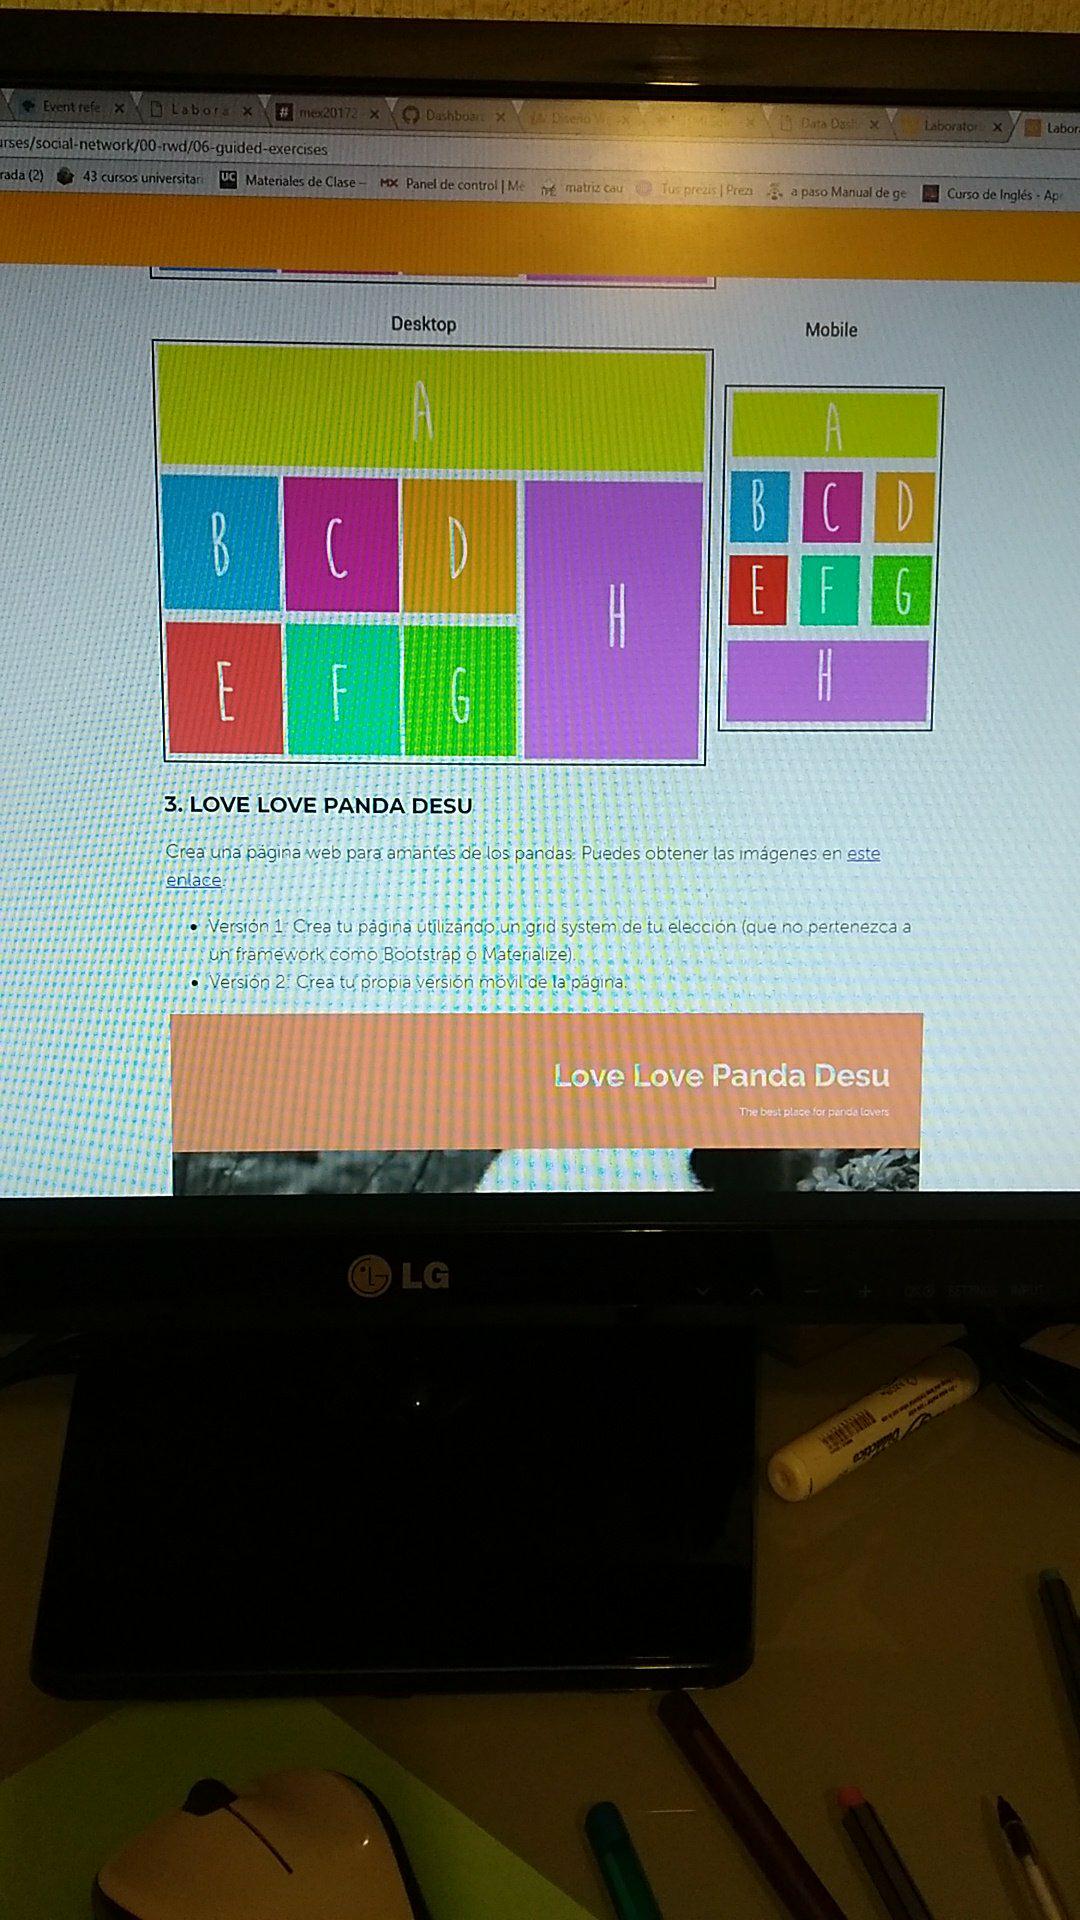 Event refe
Labora
mex20172
Dashboar
Data Das
Laborator
Labor
rses/social-network/00-rwd/06-guided-exercises
rada (2)
43 cursos universitar
UC
Materiales de Clase –
MX
Panel de control | Me
matriz cau
Tus prezis | Prezi
a paso Manual de ge
Curso de Inglés - Ap
Desktop
Mobile
A
B C D
E F G
H
A
B C D
E F G
H
3. LOVE LOVE PANDA DESU
Crea una página web para amantes de los pandas. Puedes obtener las imágenes en este
enlace.
Versión 1: Crea tu página utilizando un grid system de tu elección (que no pertenezca a
un framework como Bootstrap o Materialize).
Versión 2: Crea tu propia versión móvil de la página.
Love Love Panda Desu
The best place for panda lovers
LG